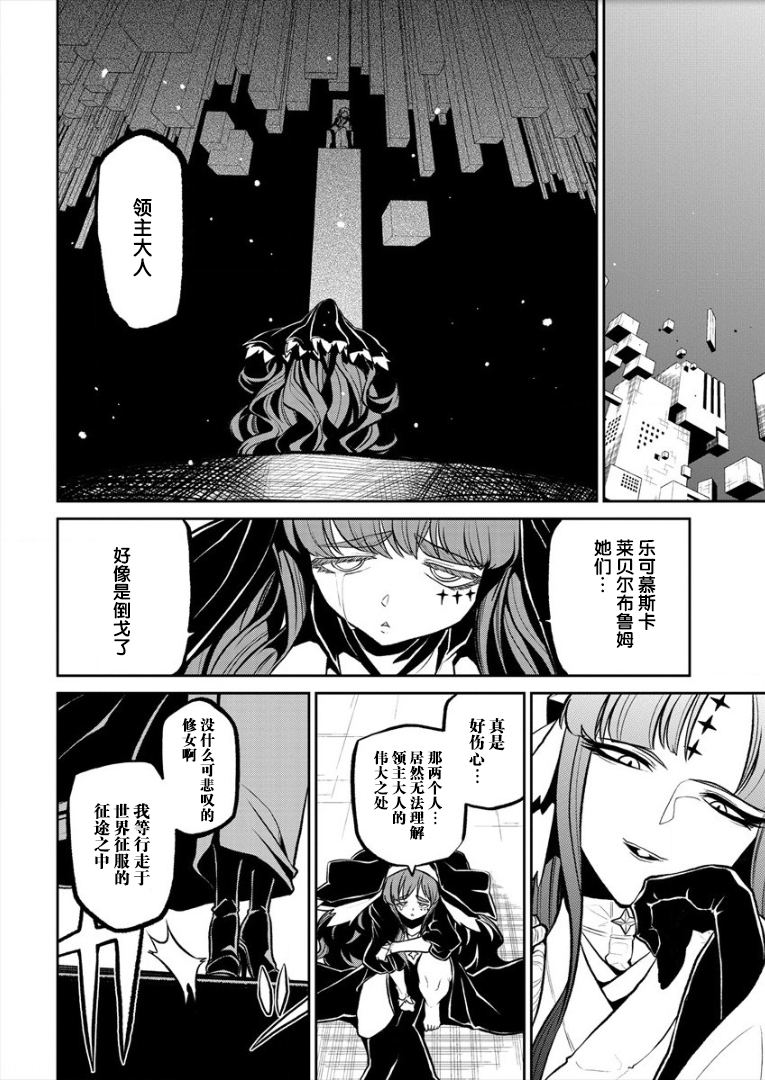 领主大人
乐可慕斯卡
莱贝尔布鲁姆
她们…
好像是倒戈了
真是
好伤心…
那两个人…
居然无法理解
领主大人的
伟大之处
没什么可悲叹的
修女啊
我等行走于
世界征服的
征途之中